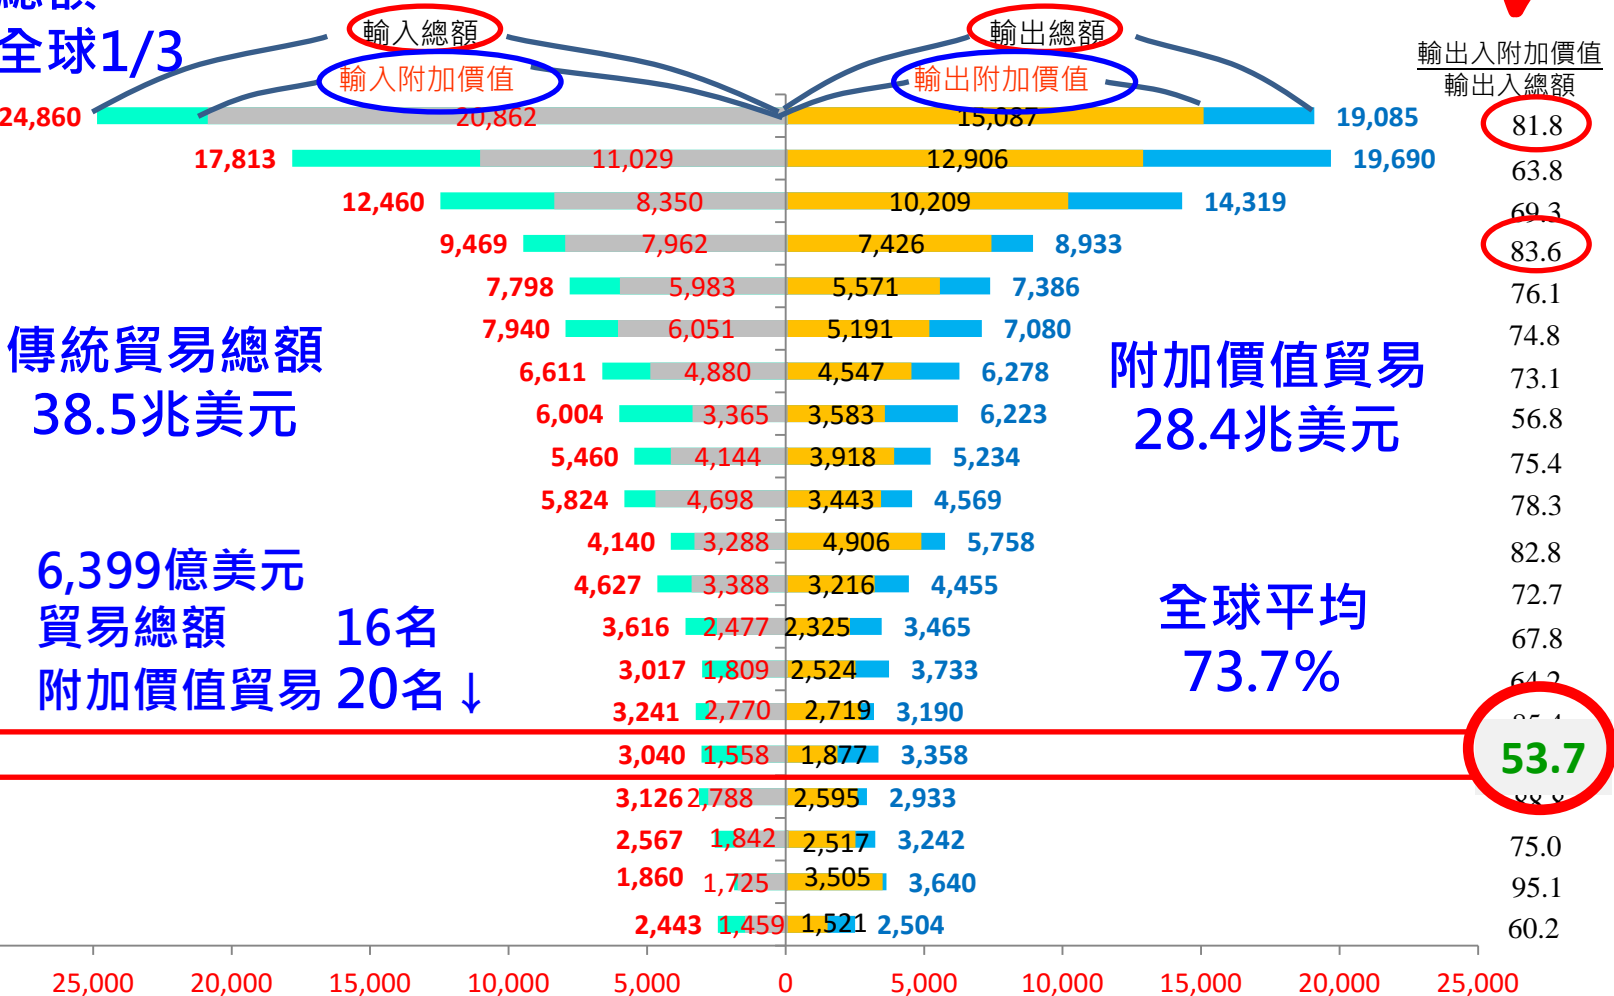 總額
全球1/3
輸入總額
輸出總額
輸入附加價值
輸出附加價值
輸出入附加價值
輸出入總額
24,860 20,862 15,087 19,085 81.8
17,813 11,029 12,906 19,690 63.8
12,460 8,350 10,209 14,319 69.3
9,469 7,962 7,426 8,933 83.6
7,798 5,983 5,571 7,386 76.1
7,940 6,051 5,191 7,080 74.8
6,611 4,880 4,547 6,278 73.1
6,004 3,365 3,583 6,223 56.8
5,460 4,144 3,918 5,234 75.4
5,824 4,698 3,443 4,569 78.3
4,140 3,288 4,906 5,758 82.8
4,627 3,388 3,216 4,455 72.7
3,616 2,477 2,325 3,465 67.8
3,017 1,809 2,524 3,733 64.2
3,241 2,770 2,719 3,190
3,040 1,558 1,877 3,358 53.7
3,126 2,788 2,595 2,933
2,567 1,842 2,517 3,242 75.0
1,860 1,725 3,505 3,640 95.1
2,443 1,459 1,521 2,504 60.2
傳統貿易總額
38.5兆美元
附加價值貿易
28.4兆美元
6,399億美元
貿易總額 16名
附加價值貿易 20名↓
全球平均
73.7%
25,000 20,000 15,000 10,000 5,000 0 5,000 10,000 15,000 20,000 25,000